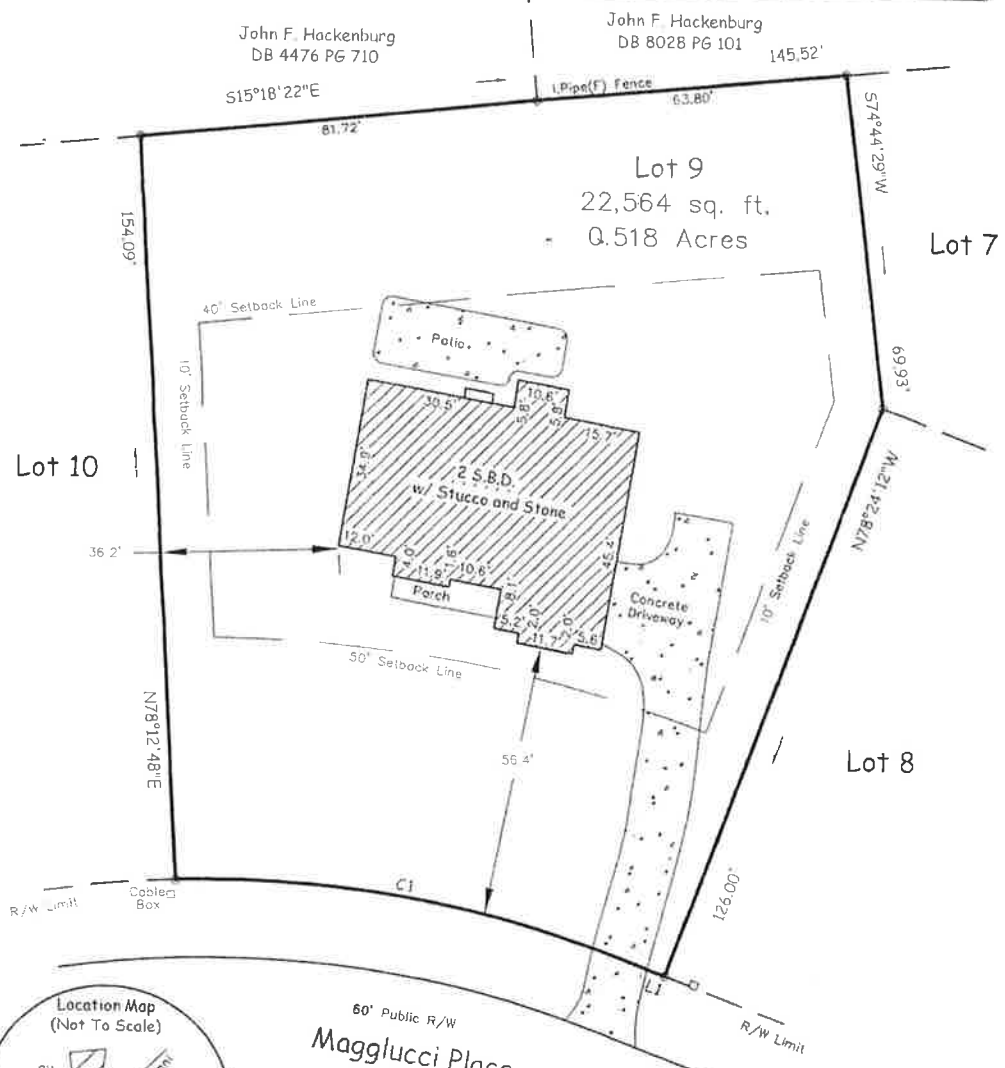 John F. Hackenburg
DB 4476 PG 710
John F. Hackenburg
DB 8028 PG 101
145.52'
S15°18'22"E
I.Pipe(F) Fence
81.72'
63.80'
S74°44'29"W
Lot 9
22,564 sq. ft.
0.518 Acres
Lot 7
154.09'
40' Setback Line
Patio
10' Setback Line
69.93'
30.5'
10.6'
5.8'
5.8'
15.7'
Lot 10
34.9'
2 S.B.D.
w/ Stucco and Stone
N78°24'12"W
36.2'
12.0'
4.0'
11.9'
1.6'
10.6'
45.4'
10' Setback Line
Porch
8.1'
Concrete
Driveway
5.2'
2.0'
11.7'
2.0'
5.6'
50' Setback Line
N78°12'48"E
56.4'
Lot 8
C1
Cable
Box
R/W Limit
126.00'
L1
R/W Limit
Location Map
(Not To Scale)
60' Public R/W
Magglucci Place